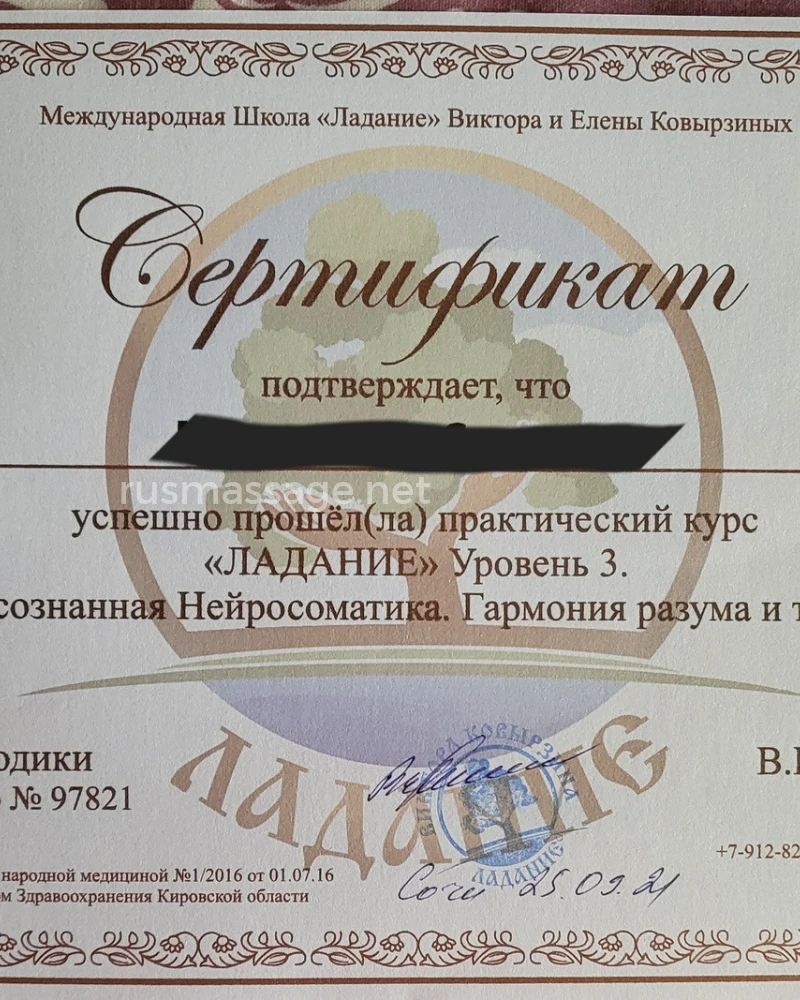 Международная Школа «Ладание» Виктора и Елены Ковырзиных
Сертификат
подтверждает, что
rusmassage.net
успешно прошёл(ла) практический курс
«ЛАДАНИЕ» Уровень 3.
сознанная Нейросоматика. Гармония разума и т
ЛАДАНИЕ
одики
№ 97821
В.
КОВЫРЗИНА
ЛАДАНИЕ
+7-912-82
народной медициной №1/2016 от 01.07.16
м Здравоохранения Кировской области
Сочи 25.09.21